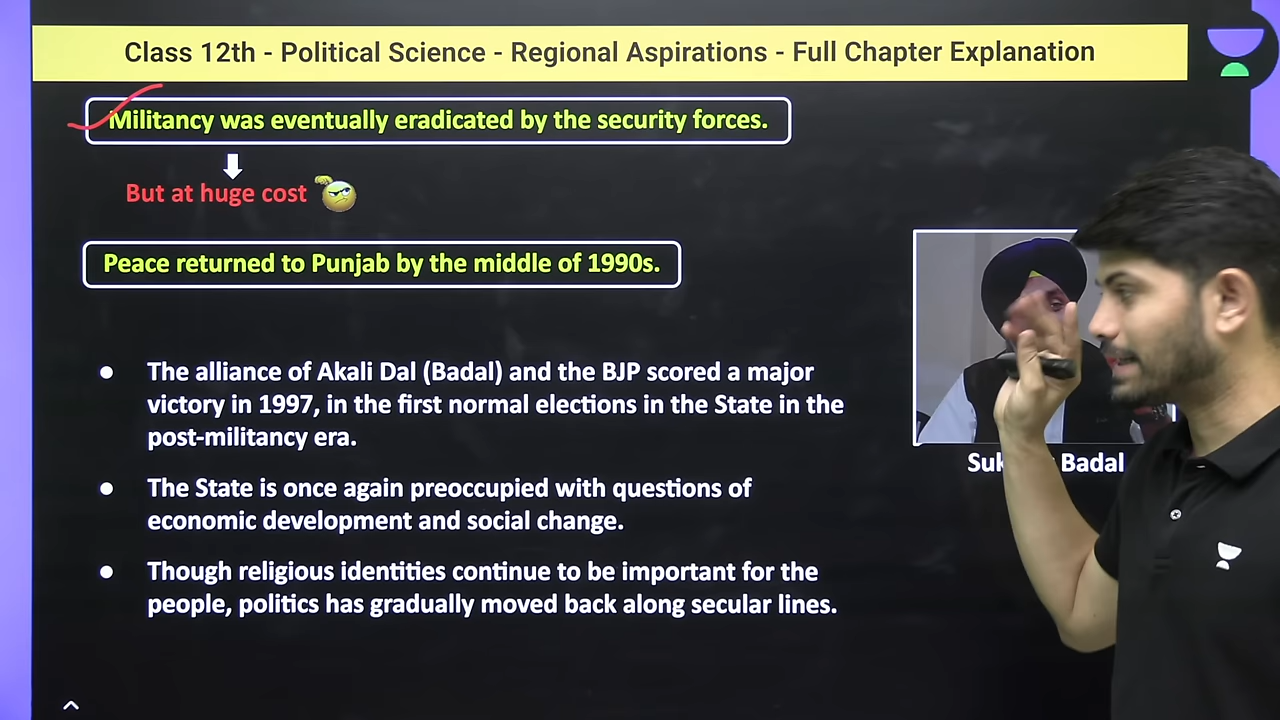 Class 12th - Political Science - Regional Aspirations - Full Chapter Explanation
Militancy was eventually eradicated by the security forces.
But at huge cost
Peace returned to Punjab by the middle of 1990s.
● The alliance of Akali Dal (Badal) and the BJP scored a major
victory in 1997, in the first normal elections in the State in the
post-militancy era.
● The State is once again preoccupied with questions of
economic development and social change.
● Though religious identities continue to be important for the
people, politics has gradually moved back along secular lines.
Badal